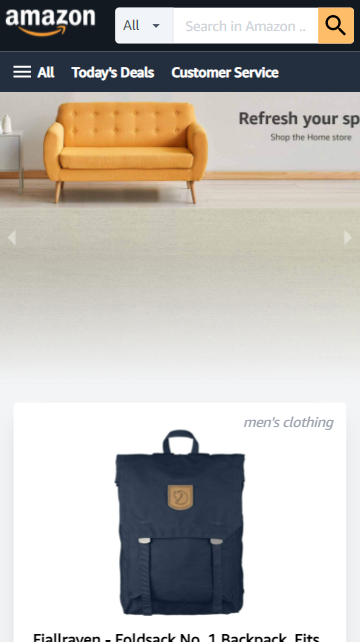 amazon
All
Search in Amazon ..
All Today's Deals Customer Service
Refresh your sp
Shop the Home store
men's clothing
Fjallraven - Foldsack No. 1 Backpack, Fits